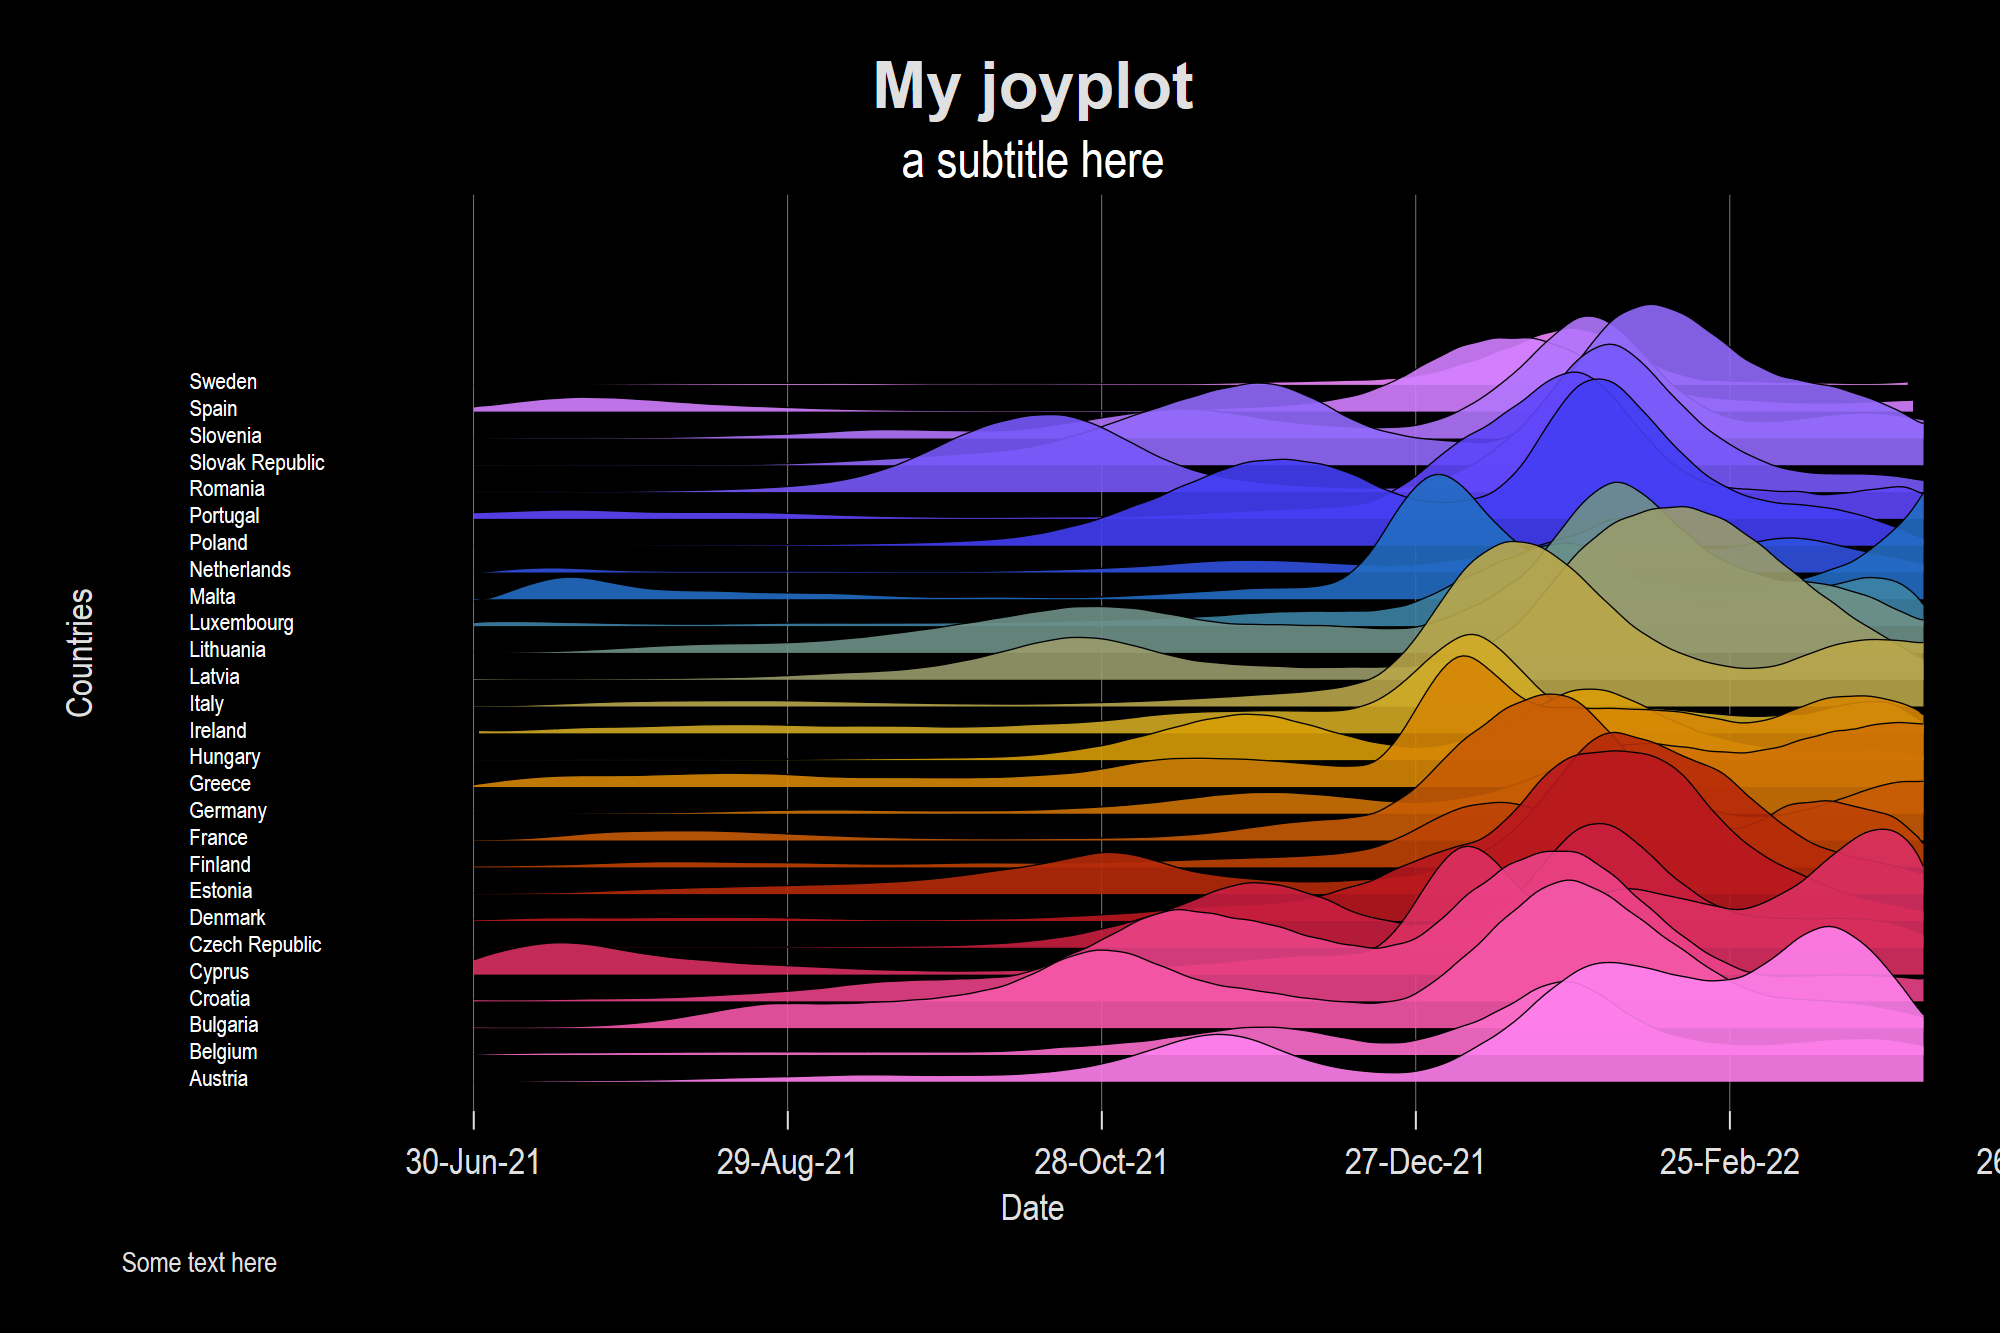 My joyplot
a subtitle here
Sweden
Spain
Slovenia
Slovak Republic
Romania
Portugal
Poland
Netherlands
Malta
Luxembourg
Lithuania
Latvia
Italy
Ireland
Hungary
Greece
Germany
France
Finland
Estonia
Denmark
Czech Republic
Cyprus
Croatia
Bulgaria
Belgium
Austria
Countries
30-Jun-21 29-Aug-21 28-Oct-21 27-Dec-21 25-Feb-22 26
Date
Some text here